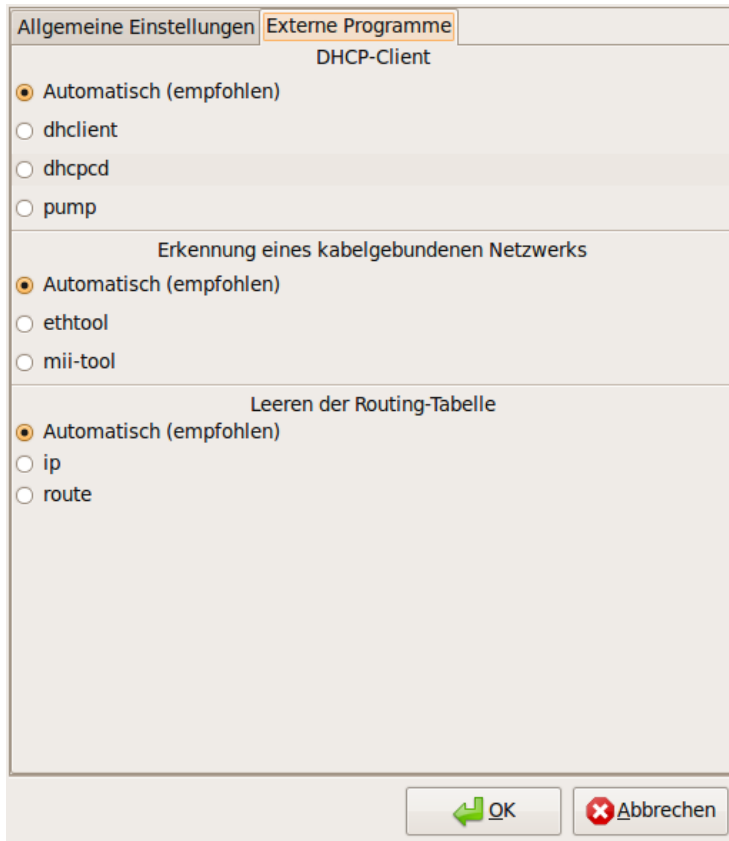 Allgemeine Einstellungen Externe Programme
DHCP-Client
Automatisch (empfohlen)
dhclient
dhcpcd
pump
Erkennung eines kabelgebundenen Netzwerks
Automatisch (empfohlen)
ethtool
mii-tool
Leeren der Routing-Tabelle
Automatisch (empfohlen)
ip
route
OK Abbrechen